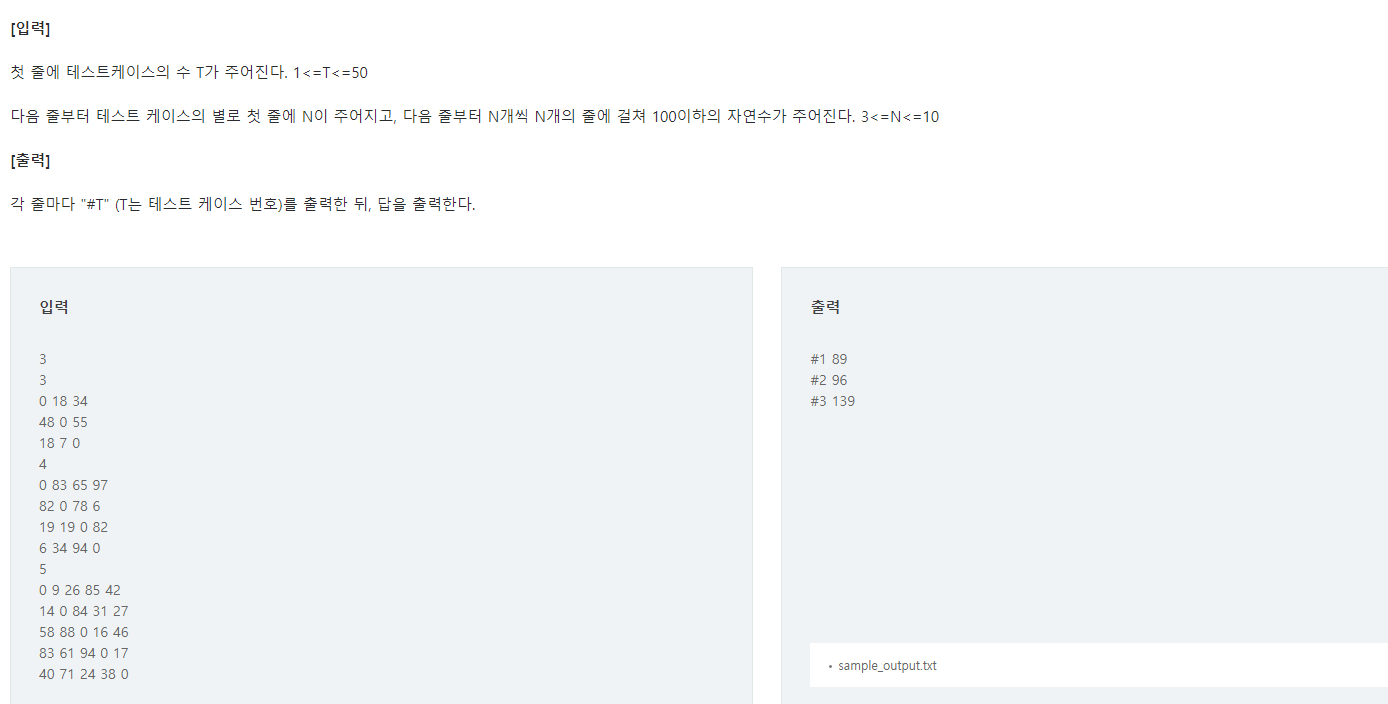 [입력]
첫 줄에 테스트케이스의 수 T가 주어진다. 1<=T<=50
다음 줄부터 테스트 케이스의 별로 첫 줄에 N이 주어지고, 다음 줄부터 N개씩 N개의 줄에 걸쳐 100이하의 자연수가 주어진다. 3<=N<=10
[출력]
각 줄마다 "#T" (T는 테스트 케이스 번호)를 출력한 뒤, 답을 출력한다.
입력
3
3
0 18 34
48 0 55
18 7 0
4
0 83 65 97
82 0 78 6
19 19 0 82
6 34 94 0
5
0 9 26 85 42
14 0 84 31 27
58 88 0 16 46
83 61 94 0 17
40 71 24 38 0
출력
#1 89
#2 96
#3 139
• sample_output.txt